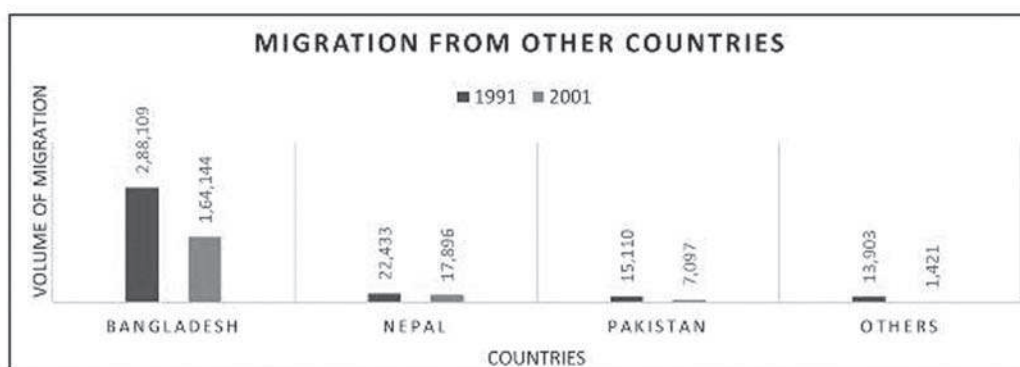 MIGRATION FROM OTHER COUNTRIES
1991 2001
VOLUME OF MIGRATION
2,88,109
1,64,144
22,433
17,896
15,110
7,097
13,903
1,421
BANGLADESH NEPAL PAKISTAN OTHERS
COUNTRIES